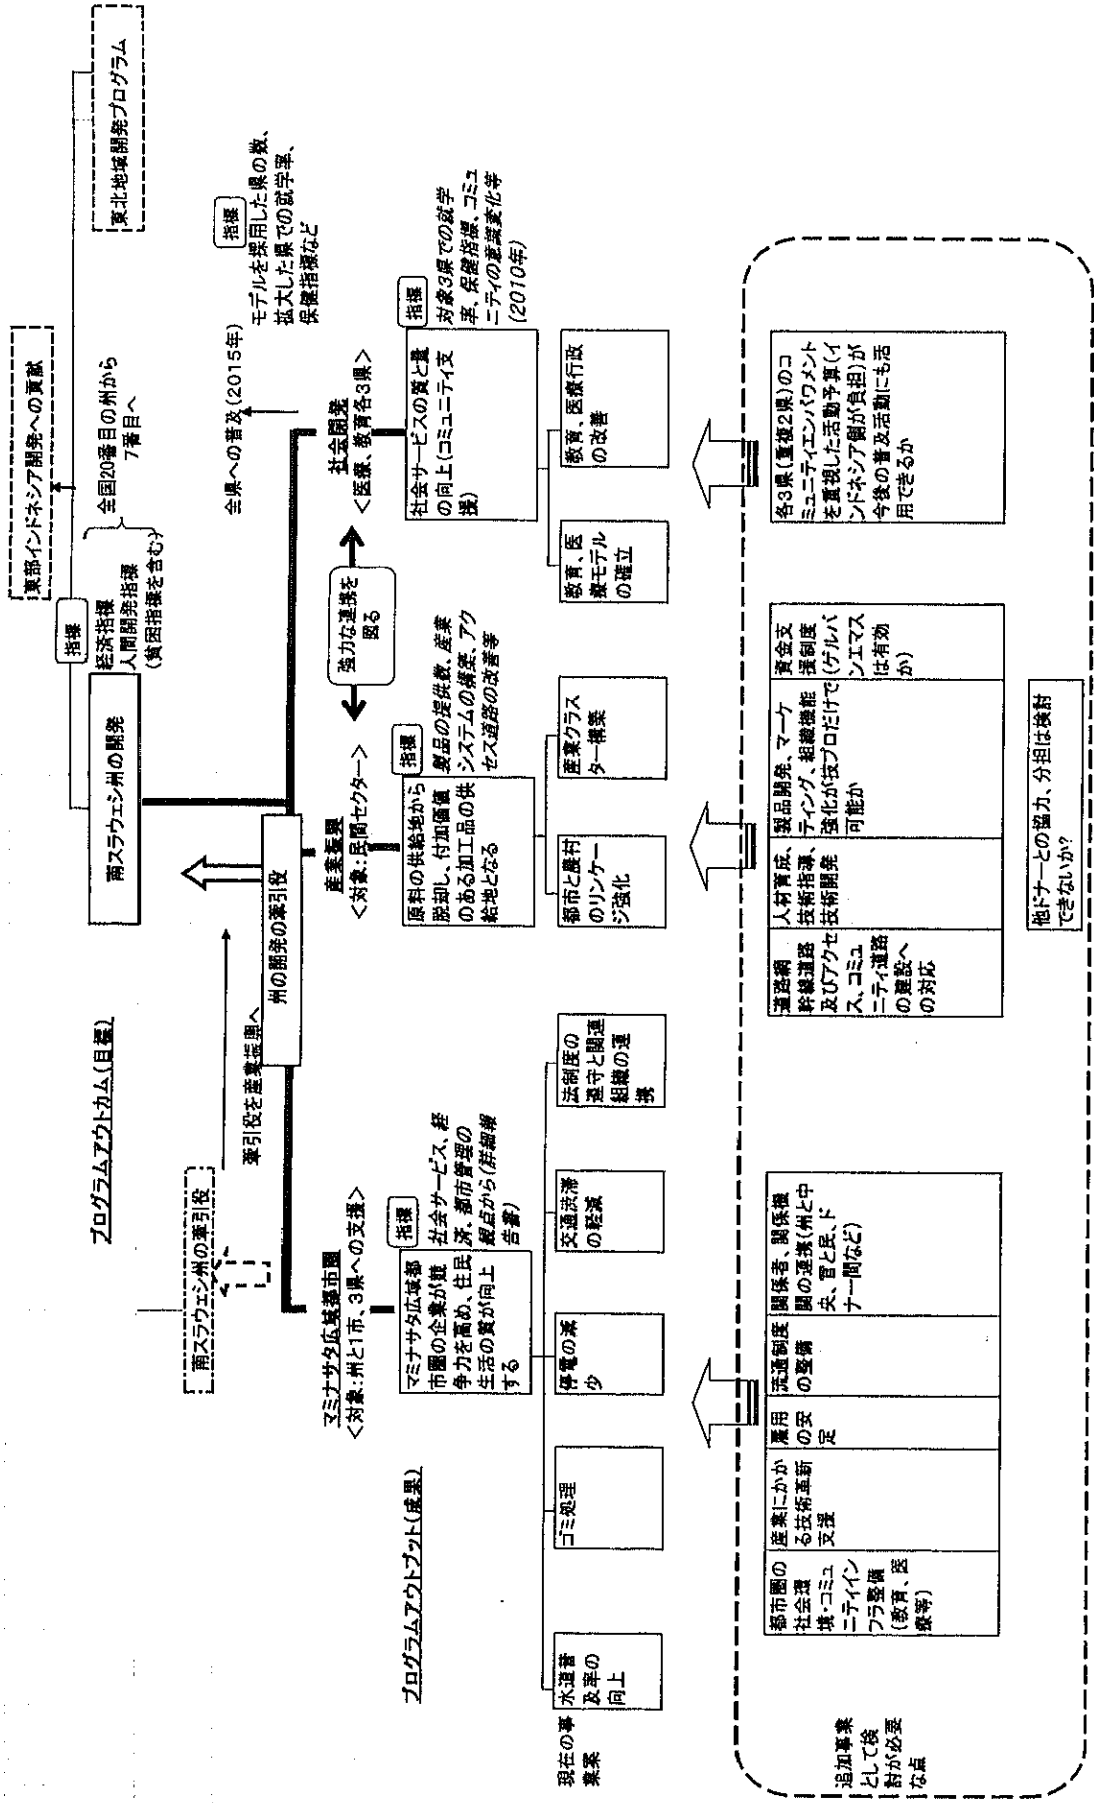 東部インドネシア開発への貢献
東北地域開発プログラム
プログラムアウトカム(目標)
南スラウェシ州の開発
指標
経済指標
人間開発指標
(貧困指標を含む)
全国20番目の州から
7番目へ
南スラウェシ州の牽引役
牽引役を産業振興へ
州の開発の牽引役
全県への普及(2015年)
指標
モデルを採用した県の数、
拡大した県での就学率、
保健指標など
マミナサタ広域都市圏
<対象:州と1市、3県への支援>
産業振興
<対象:民間セクター>
強力な連携を
図る
社会開発
<医療、教育各3県>
プログラムアウトプット(成果)
マミナサタ広域都
市圏の企業が競
争力を高め、住民
生活の質が向上
する
指標
社会サービス、経
済、都市管理の
観点から(詳細報
告書)
原料の供給地から
脱却し、付加価値
のある加工品の供
給地となる
指標
製品の提供数、産業
システムの構築、アク
セス道路の改善等
社会サービスの質と量
の向上(コミュニティ支
援)
指標
対象3県での就学
率、保健指標、コミュ
ニティの意識変化等
(2010年)
現在の事
業案
水道普
及率の
向上
ゴミ処理
停電の減
少
交通渋滞
の軽減
法制度の
遵守と関連
組織の連
携
都市と農村
のリンケー
ジ強化
産業クラス
ター構築
教育、医
療モデル
の確立
教育、医療行政
の改善
追加事業
として検
討が必要
な点
都市圏の
社会環
境・コミュ
ニティイン
フラ整備
(教育、医
療等)
産業にかか
る技術革新
支援
雇用
の安
定
流通制度
の整備
関係者、関係機
関の連携(州と中
央、官と民、ド
ナー間など)
道路網
幹線道路
及びアクセ
ス、コミュ
ニティ道路
の建設へ
の対応
人材育成、
技術指導、
技術開発
製品開発、マーケ
ティング、組織機能
強化が技プロだけで
可能か
資金支
援制度
(ゲルバ
ンエマス
は有効
か)
各3県(重複2県)のコ
ミュニティエンパワメント
を重視した活動予算(イ
ンドネシア側が負担)が
今後の普及活動にも活
用できるか
他ドナーとの協力、分担は検討
できないか?